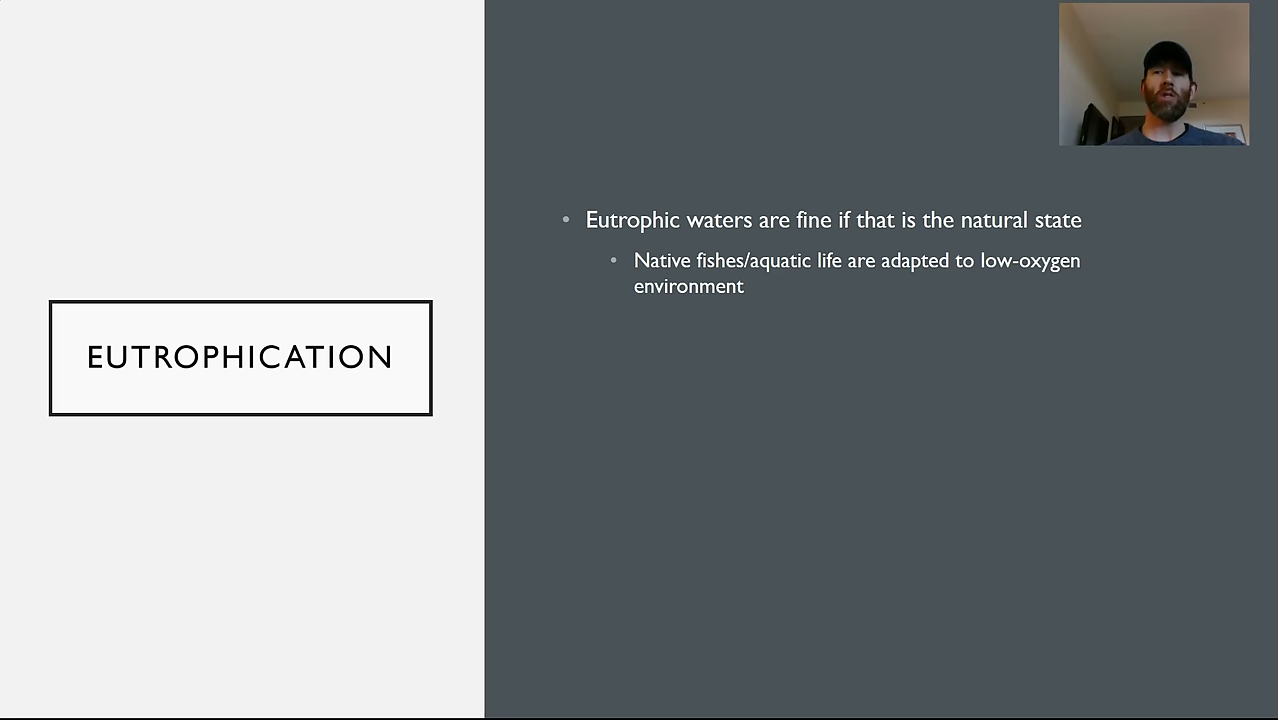 EUTROPHICATION
• Eutrophic waters are fine if that is the natural state
• Native fishes/aquatic life are adapted to low-oxygen
environment